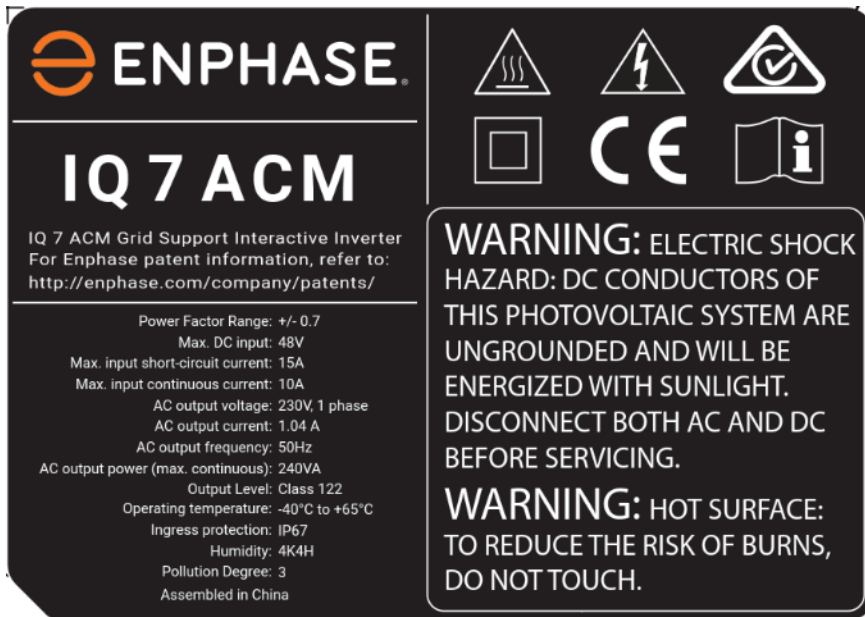 ENPHASE®
IQ 7 ACM
IQ 7 ACM Grid Support Interactive Inverter
For Enphase patent information, refer to:
http://enphase.com/company/patents/
Power Factor Range: +/- 0.7
Max. DC input: 48V
Max. input short-circuit current: 15A
Max. input continuous current: 10A
AC output voltage: 230V, 1 phase
AC output current: 1.04 A
AC output frequency: 50Hz
AC output power (max. continuous): 240VA
Output Level: Class 122
Operating temperature: -40°C to +65°C
Ingress protection: IP67
Humidity: 4K4H
Pollution Degree: 3
Assembled in China
CE
i
WARNING: ELECTRIC SHOCK
HAZARD: DC CONDUCTORS OF
THIS PHOTOVOLTAIC SYSTEM ARE
UNGROUNDED AND WILL BE
ENERGIZED WITH SUNLIGHT.
DISCONNECT BOTH AC AND DC
BEFORE SERVICING.
WARNING: HOT SURFACE:
TO REDUCE THE RISK OF BURNS,
DO NOT TOUCH.